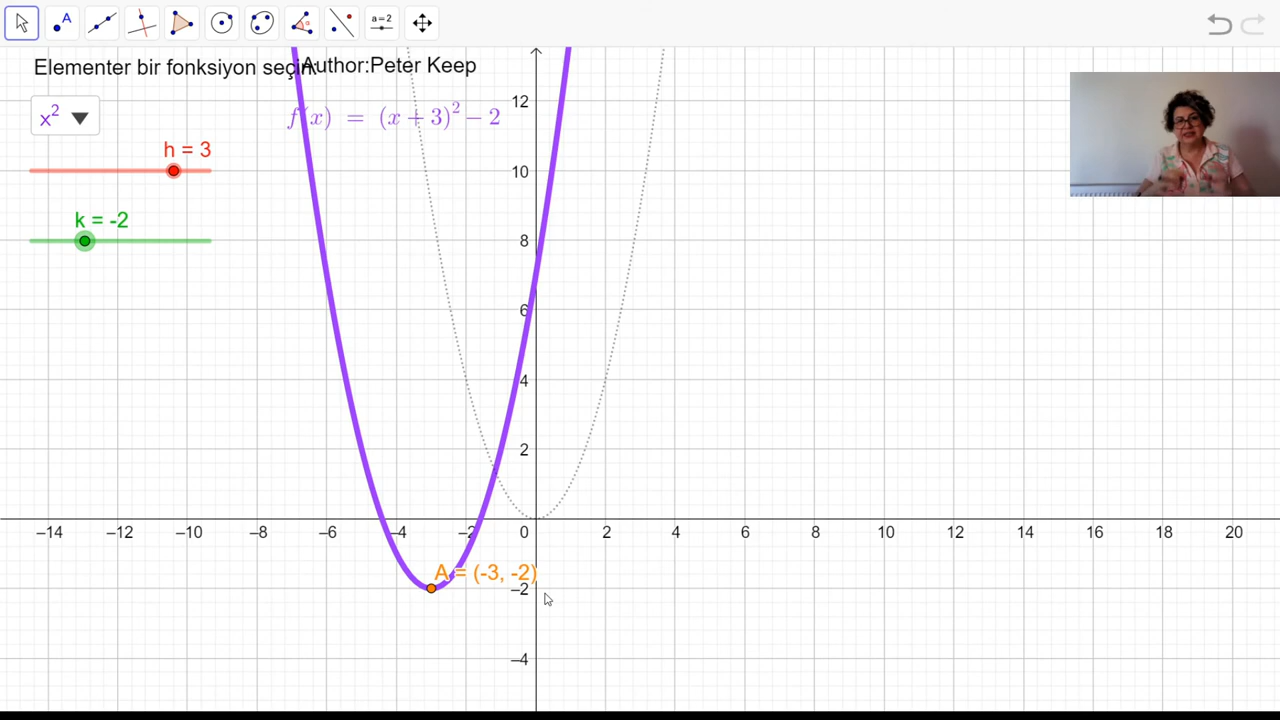 A
a=2
Elementer bir fonksiyon seçin:
Author:Peter Keep
x²
f(x) = (x + 3)² − 2
h = 3
k = -2
12
10
8
6
4
2
−14 −12 −10 −8 −6 −4 −2 0 2 4 6 8 10 12 14 16 18 20
A = (-3, -2)
−2
−4